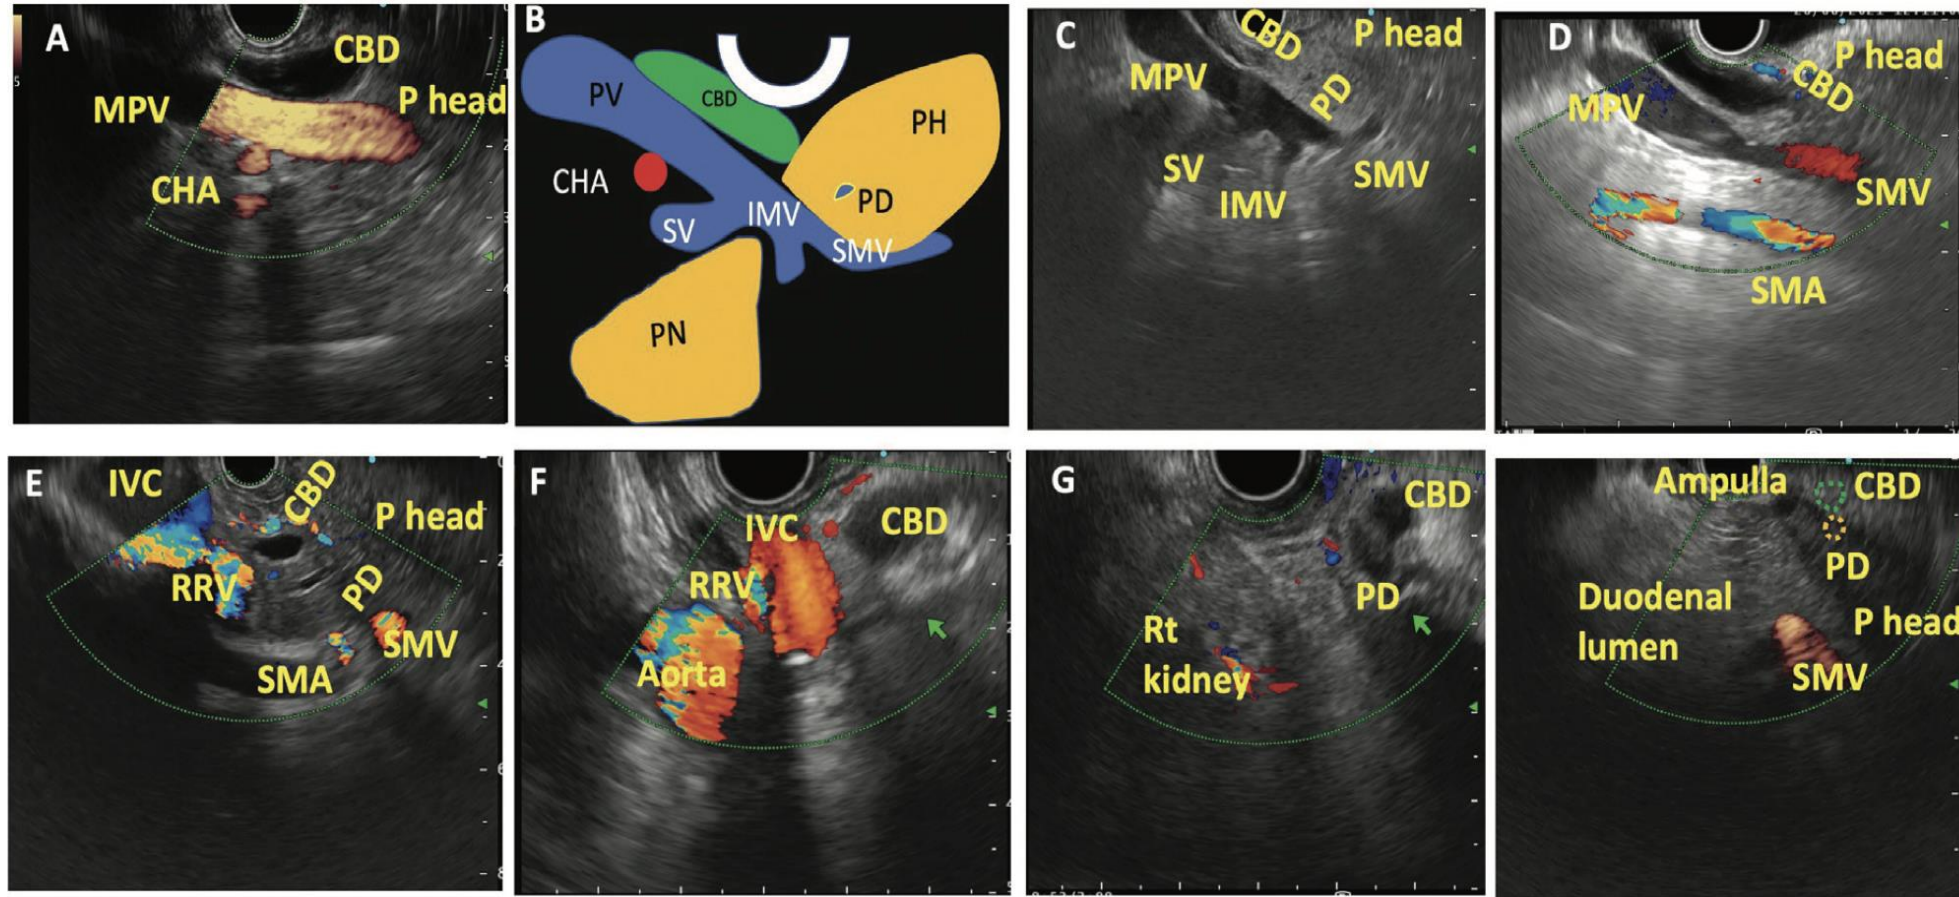 A
CBD
MPV
P head
CHA
5
B
PV
CBD
PH
CHA
PD
IMV
SV
SMV
PN
C
CBD
P head
MPV
PD
SV
SMV
IMV
D
P head
CBD
MPV
SMV
SMA
E
IVC
CBD
P head
RRV
PD
SMV
SMA
F
IVC
CBD
RRV
Aorta
G
CBD
PD
Rt
kidney
Ampulla
CBD
PD
Duodenal
lumen
P head
SMV